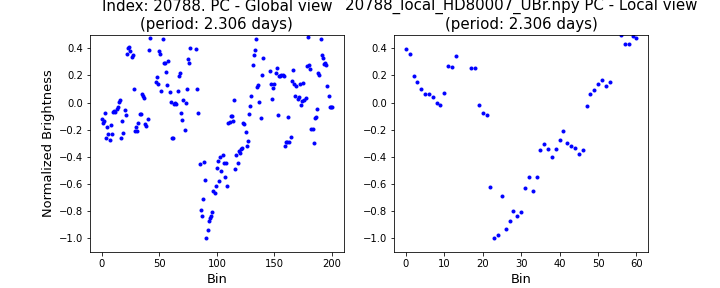 Index: 20788. PC - Global view
(period: 2.306 days)
20788_local_HD80007_UBr.npy PC - Local view
(period: 2.306 days)
Normalized Brightness
0.4
0.2
0.0
−0.2
−0.4
−0.6
−0.8
−1.0
0 50 100 150 200
Bin
0.4
0.2
0.0
−0.2
−0.4
−0.6
−0.8
−1.0
0 10 20 30 40 50 60
Bin